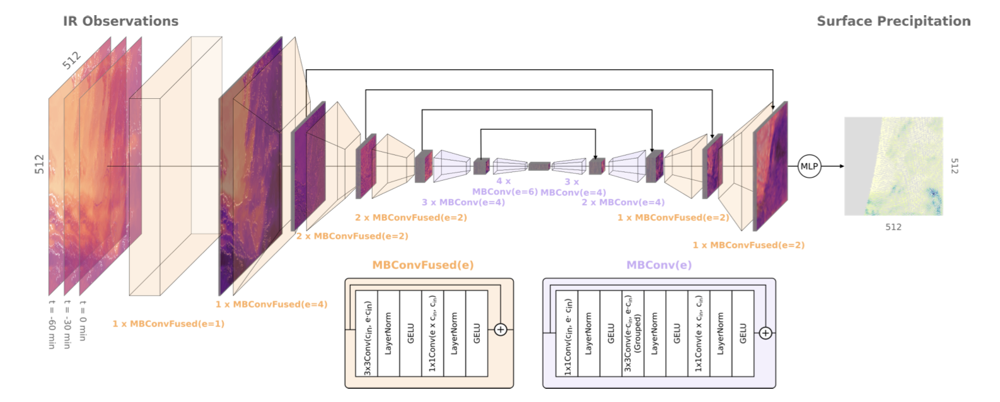 IR Observations
Surface Precipitation
512
512
t = -60 min
t = -30 min
t = 0 min
1 x MBConvFused(e=1)
1 x MBConvFused(e=4)
2 x MBConvFused(e=2)
2 x MBConvFused(e=2)
3 x MBConv(e=4)
4 x
MBConv(e=6)
3 x
MBConv(e=4)
2 x MBConv(e=4)
1 x MBConvFused(e=2)
1 x MBConvFused(e=2)
MLP
512
512
MBConvFused(e)
3x3Conv(cin, e·cin)
LayerNorm
GELU
1x1Conv(e x cin, cin)
LayerNorm
GELU
+
MBConv(e)
1x1Conv(cin, e· cin)
LayerNorm
GELU
3x3Conv(e·cin, e·cin)
(Grouped)
LayerNorm
GELU
1x1Conv(e x cin, cin)
LayerNorm
GELU
+